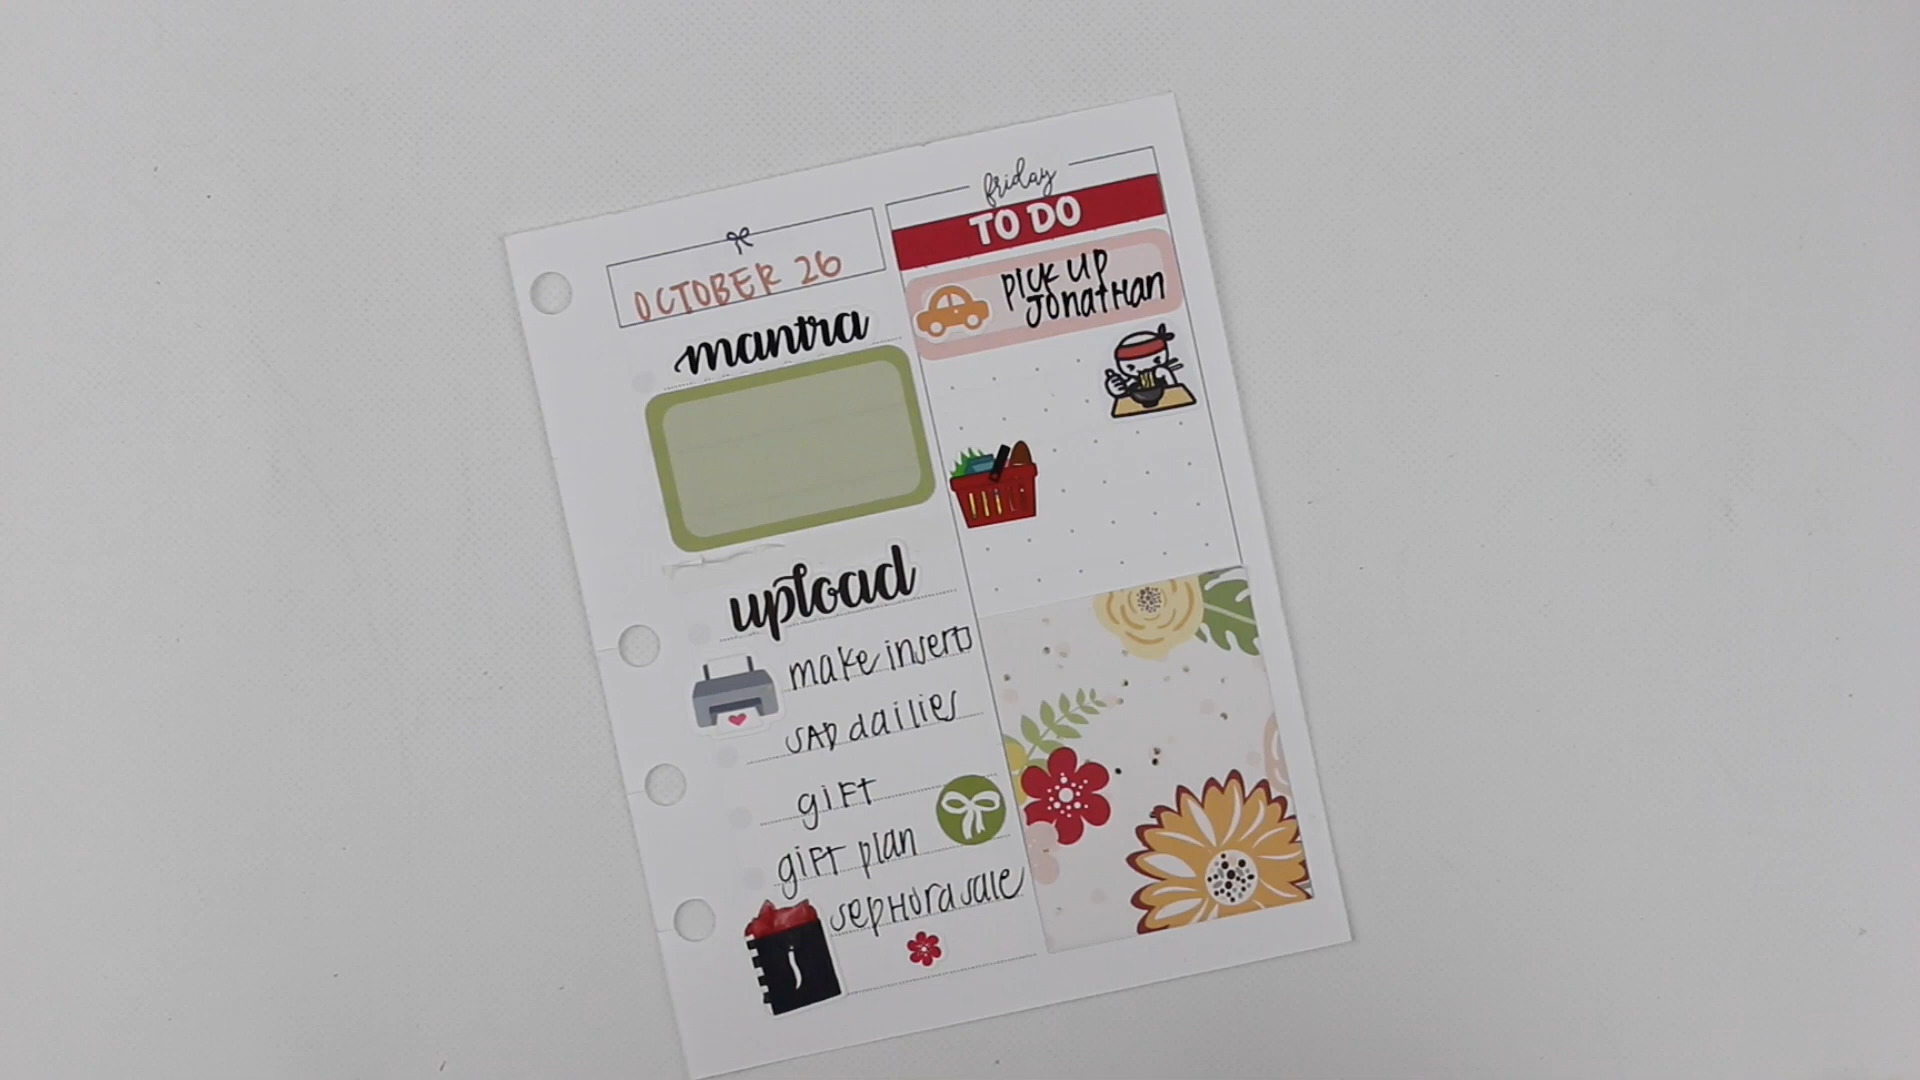 OCTOBER 26
mantra
upload
make inserts
SAD dailies
gift
gift plan
sephora sale
friday
TO DO
pick up
Jonathan